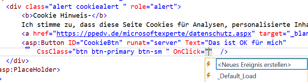 <div class="alert cookiealert " role="alert">
<b>Cookie Hinweis</b>
Ich stimme zu, dass diese Seite Cookies für Analysen, personalisierte Inha
<a href="https://ppedv.de/microsoftexperte/datenschutz.aspx" target="_blan
<asp:Button ID="CookieBtn" runat="server" Text="Das ist OK für mich"
CssClass="btn btn-primary btn-sm " OnClick="" />
<Neues Ereignis erstellen>
_Default_Load
sp:PlaceHolder>